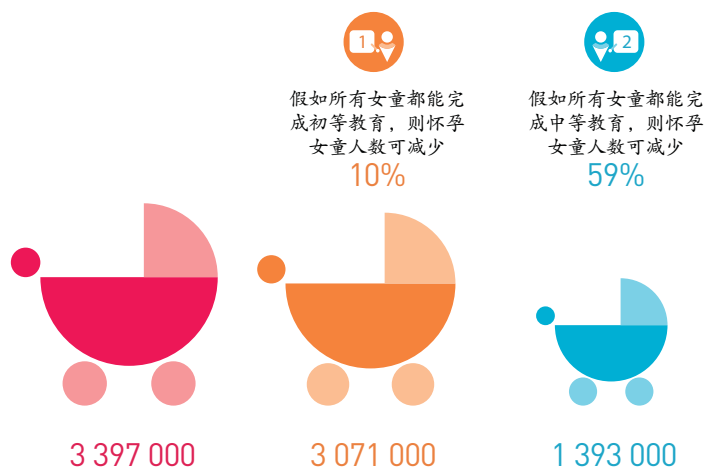 1
假如所有女童都能完
成初等教育，则怀孕
女童人数可减少
10%
2
假如所有女童都能完
成中等教育，则怀孕
女童人数可减少
59%
3 397 000
3 071 000
1 393 000